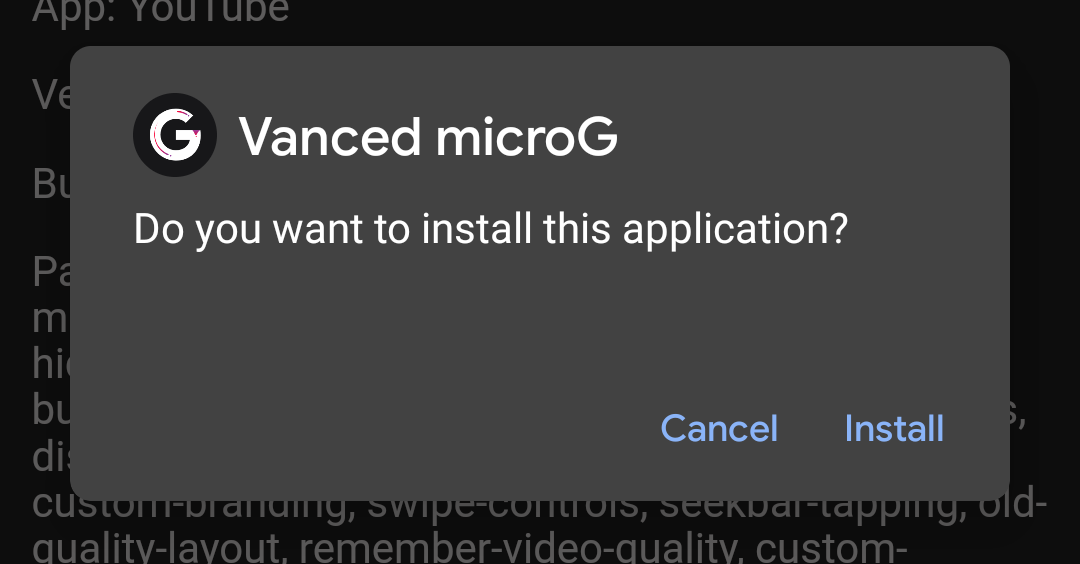 App: YouTube
Vanced microG
Do you want to install this application?
Cancel Install
custom-branding, swipe-controls, seekbar-tapping, old-
quality-layout, remember-video-quality, custom-